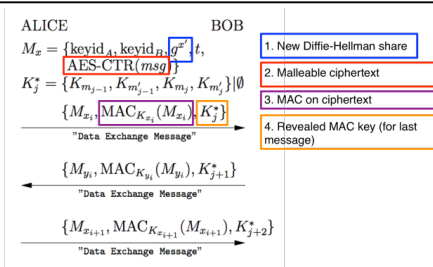 ALICE BOB
M_x = {keyid_A, keyid_B, g^{x'}, t,
AES-CTR(msg)}
K_j^* = {K_{m_{j-1}}, K_{m'_{j-1}}, K_{m_j}, K_{m'_j}}|∅
{M_{x_i}, MAC_{K_{x_i}}(M_{x_i}), K_j^*}
"Data Exchange Message"
{M_{y_i}, MAC_{K_{y_i}}(M_{y_i}), K_{j+1}^*}
"Data Exchange Message"
{M_{x_{i+1}}, MAC_{K_{x_{i+1}}}(M_{x_{i+1}}), K_{j+2}^*}
"Data Exchange Message"
1. New Diffie-Hellman share
2. Malleable ciphertext
3. MAC on ciphertext
4. Revealed MAC key (for last
message)